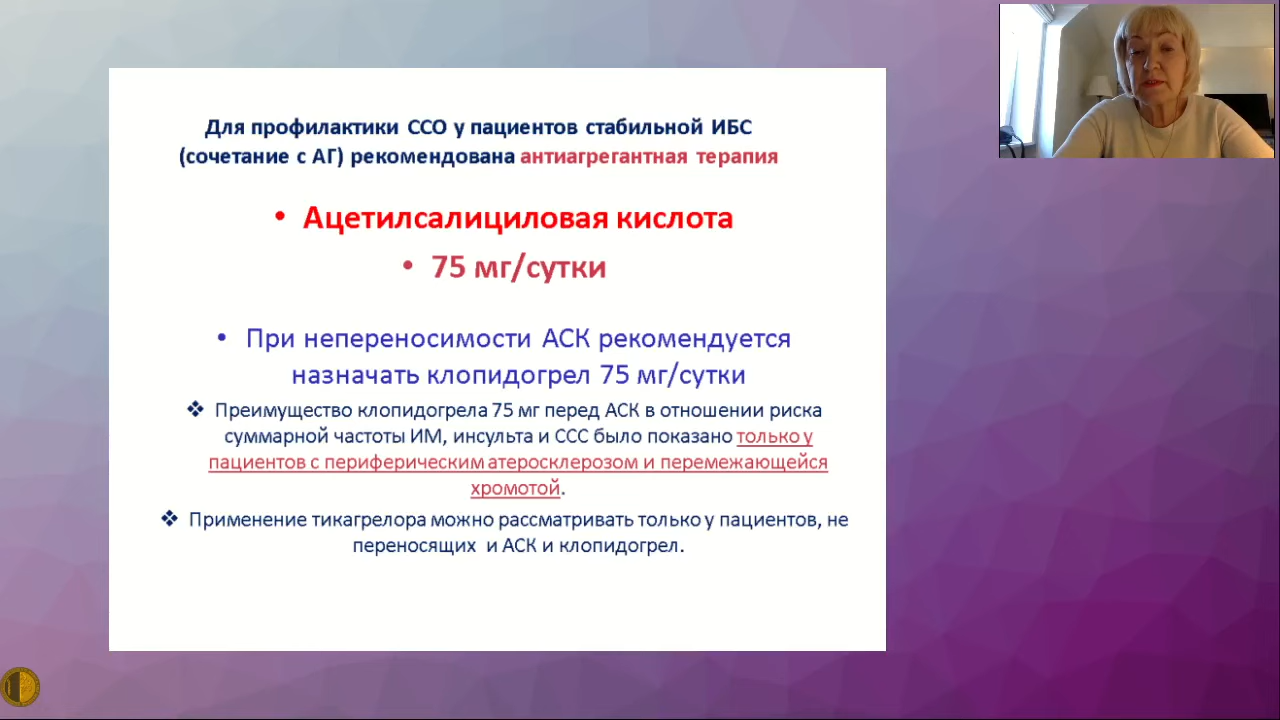 Для профилактики ССО у пациентов стабильной ИБС
(сочетание с АГ) рекомендована антиагрегантная терапия
• Ацетилсалициловая кислота
• 75 мг/сутки
• При непереносимости АСК рекомендуется
назначать клопидогрел 75 мг/сутки
❖ Преимущество клопидогрела 75 мг перед АСК в отношении риска
суммарной частоты ИМ, инсульта и ССС было показано только у
пациентов с периферическим атеросклерозом и перемежающейся
хромотой.
❖ Применение тикагрелора можно рассматривать только у пациентов, не
переносящих и АСК и клопидогрел.